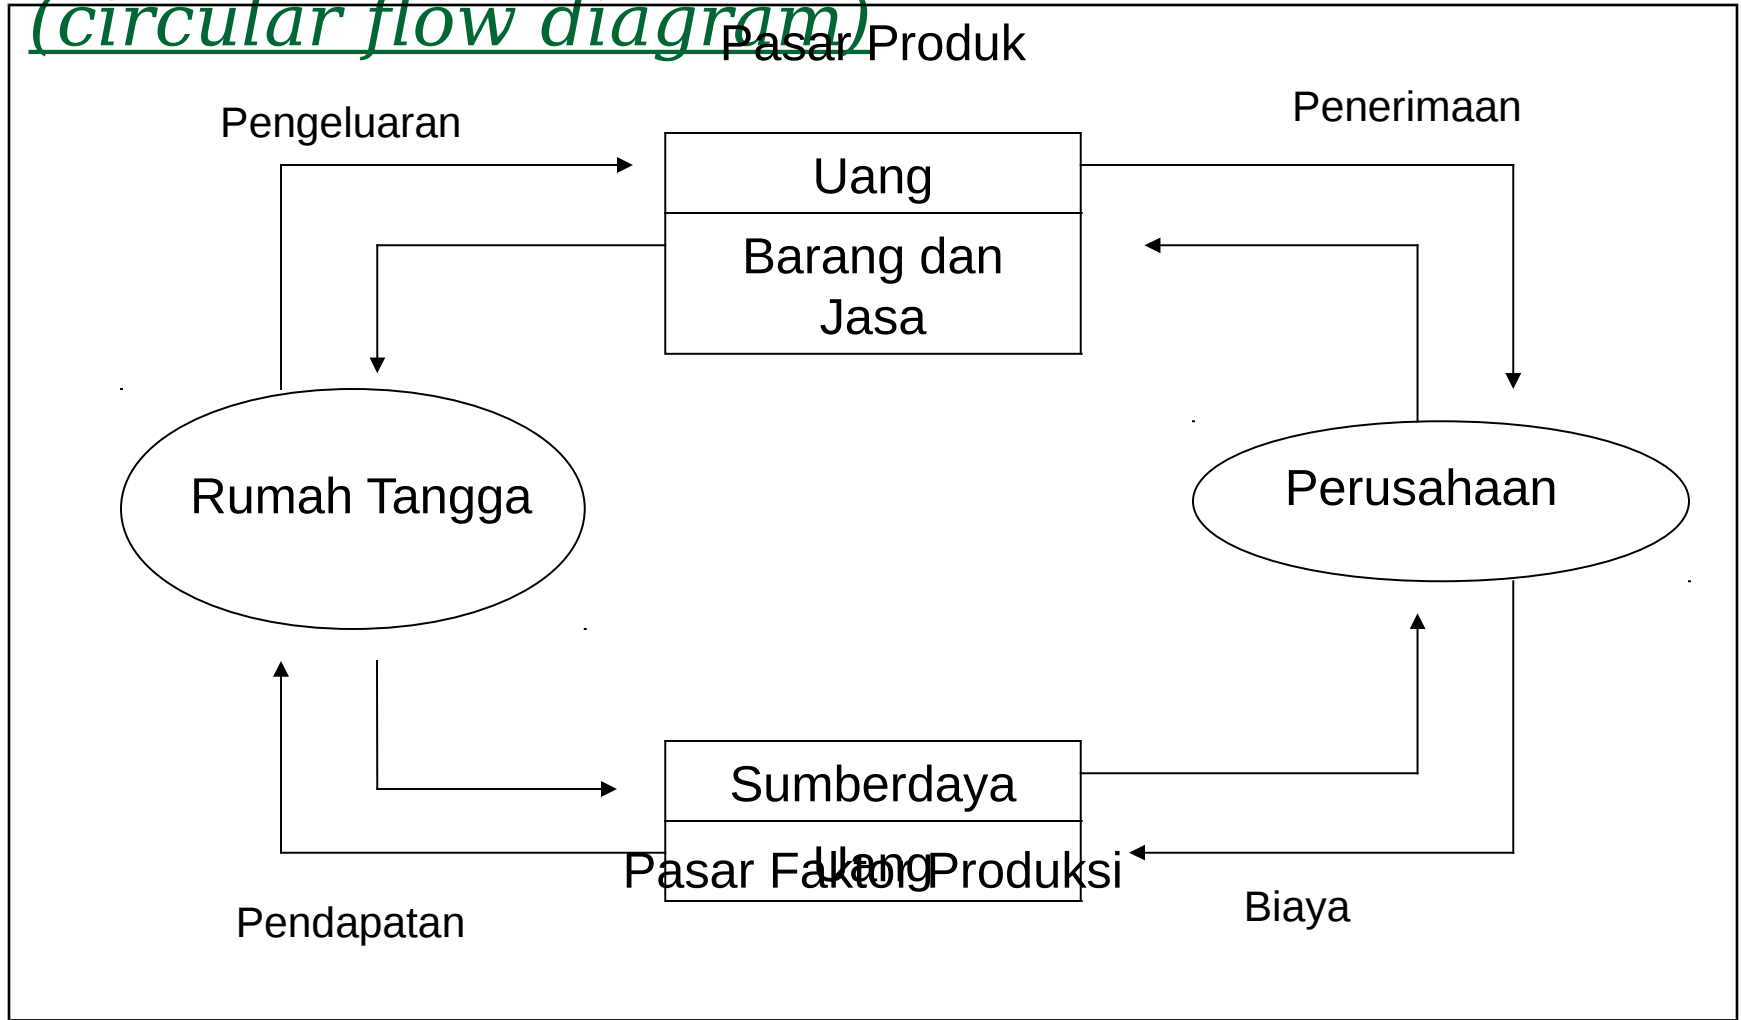 (circular flow diagram)
Pasar Produk
Pengeluaran
Penerimaan
Uang
Barang dan
Jasa
Rumah Tangga
Perusahaan
Sumberdaya
Uang
Pasar Faktor Produksi
Pendapatan
Biaya